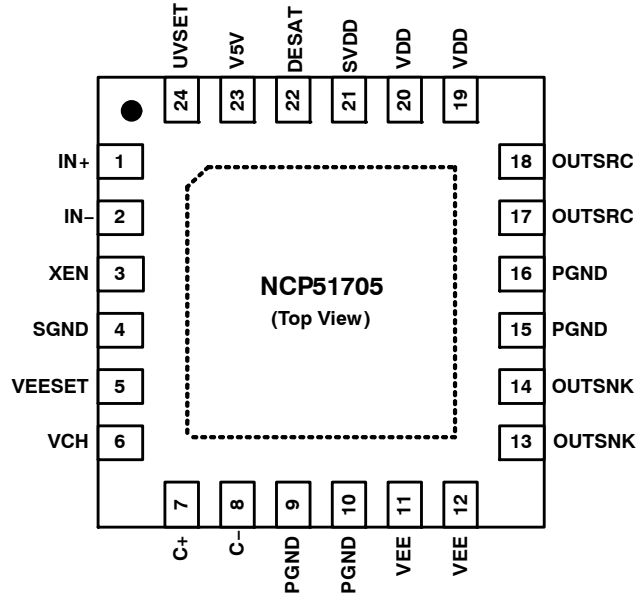 UVSET V5V DESAT SVDD VDD VDD
24 23 22 21 20 19
IN+ 1 18 OUTSRC
IN− 2 17 OUTSRC
XEN 3 16 PGND
NCP51705
(Top View)
SGND 4 15 PGND
VEESET 5 14 OUTSNK
VCH 6 13 OUTSNK
7 8 9 10 11 12
C+ C− PGND PGND VEE VEE